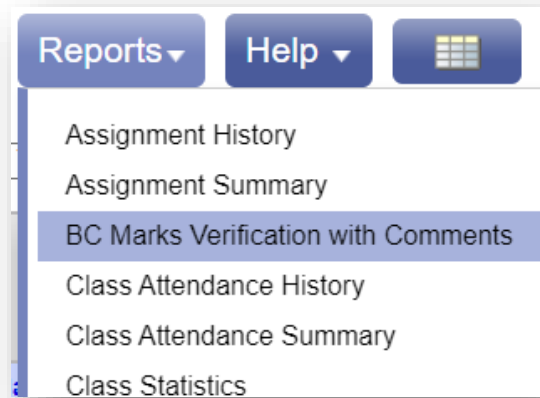 Reports Help
Assignment History
Assignment Summary
BC Marks Verification with Comments
Class Attendance History
Class Attendance Summary
Class Statistics